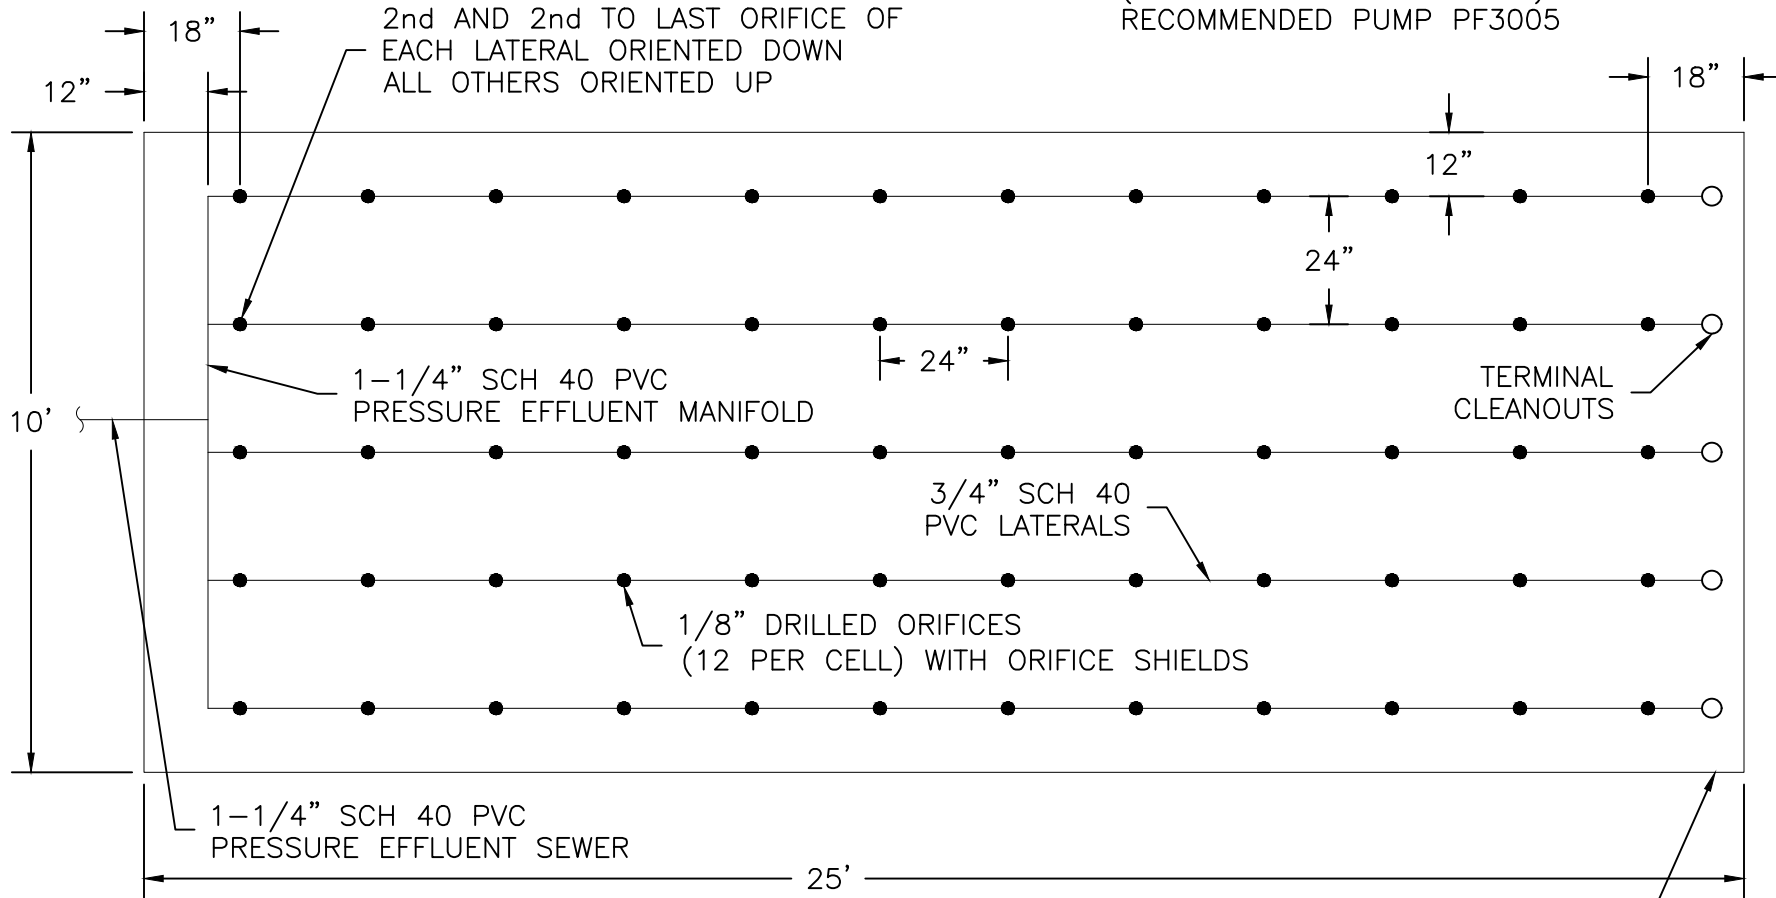 18”
2nd AND 2nd TO LAST ORIFICE OF
EACH LATERAL ORIENTED DOWN
ALL OTHERS ORIENTED UP
RECOMMENDED PUMP PF3005
12”
18”
12”
24”
24”
1-1/4” SCH 40 PVC
PRESSURE EFFLUENT MANIFOLD
TERMINAL
CLEANOUTS
10'
3/4” SCH 40
PVC LATERALS
1/8” DRILLED ORIFICES
(12 PER CELL) WITH ORIFICE SHIELDS
1-1/4” SCH 40 PVC
PRESSURE EFFLUENT SEWER
25'